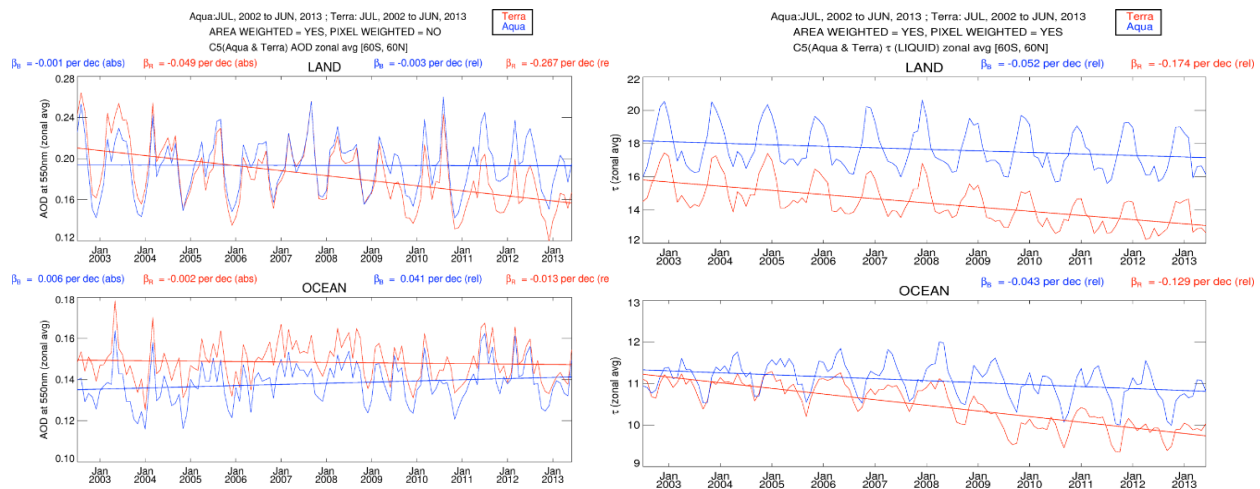 Aqua:JUL, 2002 to JUN, 2013 ; Terra: JUL, 2002 to JUN, 2013
Terra
Aqua
AREA WEIGHTED = YES, PIXEL WEIGHTED = NO
C5(Aqua & Terra) AOD zonal avg [60S, 60N]
β_B = -0.001 per dec (abs) β_R = -0.049 per dec (abs) β_B = -0.003 per dec (rel) β_R = -0.267 per dec (re
LAND
AOD at 550nm (zonal avg)
0.28
0.24
0.20
0.16
0.12
Jan Jan Jan Jan Jan Jan Jan Jan Jan Jan Jan
2003 2004 2005 2006 2007 2008 2009 2010 2011 2012 2013
β_B = 0.006 per dec (abs) β_R = -0.002 per dec (abs) β_B = 0.041 per dec (rel) β_R = -0.013 per dec (re
OCEAN
AOD at 550nm (zonal avg)
0.18
0.16
0.14
0.12
0.10
Jan Jan Jan Jan Jan Jan Jan Jan Jan Jan Jan
2003 2004 2005 2006 2007 2008 2009 2010 2011 2012 2013
Aqua:JUL, 2002 to JUN, 2013 ; Terra: JUL, 2002 to JUN, 2013
Terra
Aqua
AREA WEIGHTED = YES, PIXEL WEIGHTED = YES
C5(Aqua & Terra) τ (LIQUID) zonal avg [60S, 60N]
β_B = -0.052 per dec (rel) β_R = -0.174 per dec (rel)
LAND
τ (zonal avg)
22
20
18
16
14
12
Jan Jan Jan Jan Jan Jan Jan Jan Jan Jan Jan
2003 2004 2005 2006 2007 2008 2009 2010 2011 2012 2013
β_B = -0.043 per dec (rel) β_R = -0.129 per dec (rel)
OCEAN
τ (zonal avg)
13
12
11
10
9
Jan Jan Jan Jan Jan Jan Jan Jan Jan Jan Jan
2003 2004 2005 2006 2007 2008 2009 2010 2011 2012 2013